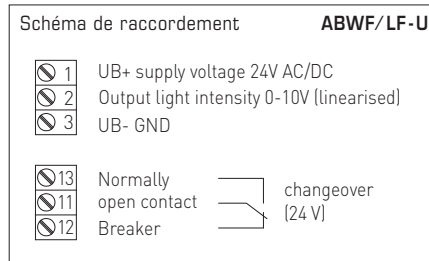 Schéma de raccordement ABWF/LF-U
1 UB+ supply voltage 24V AC/DC
2 Output light intensity 0-10V (linearised)
3 UB- GND
13 Normally
11 open contact
12 Breaker
changeover
(24 V)